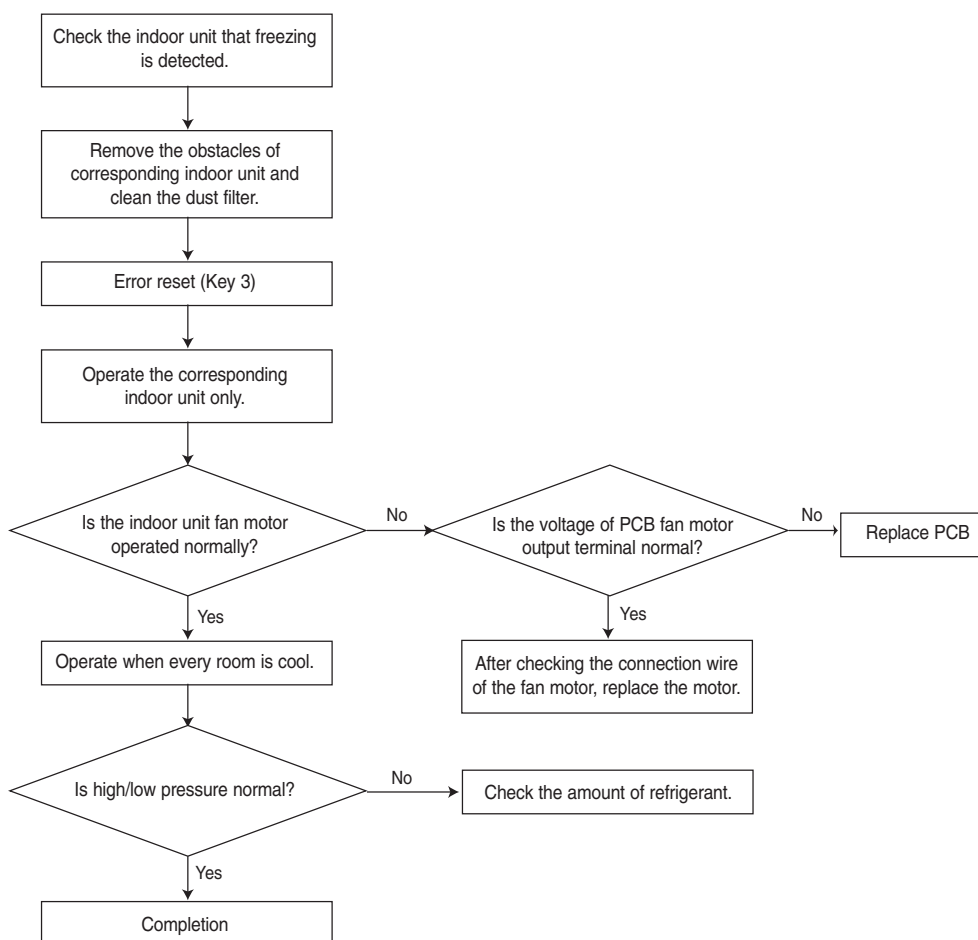 Check the indoor unit that freezing
is detected.
Remove the obstacles of
corresponding indoor unit and
clean the dust filter.
Error reset (Key 3)
Operate the corresponding
indoor unit only.
Is the indoor unit fan motor
operated normally?
No
Is the voltage of PCB fan motor
output terminal normal?
No
Replace PCB
Yes
Yes
Operate when every room is cool.
After checking the connection wire
of the fan motor, replace the motor.
Is high/low pressure normal?
No
Check the amount of refrigerant.
Yes
Completion